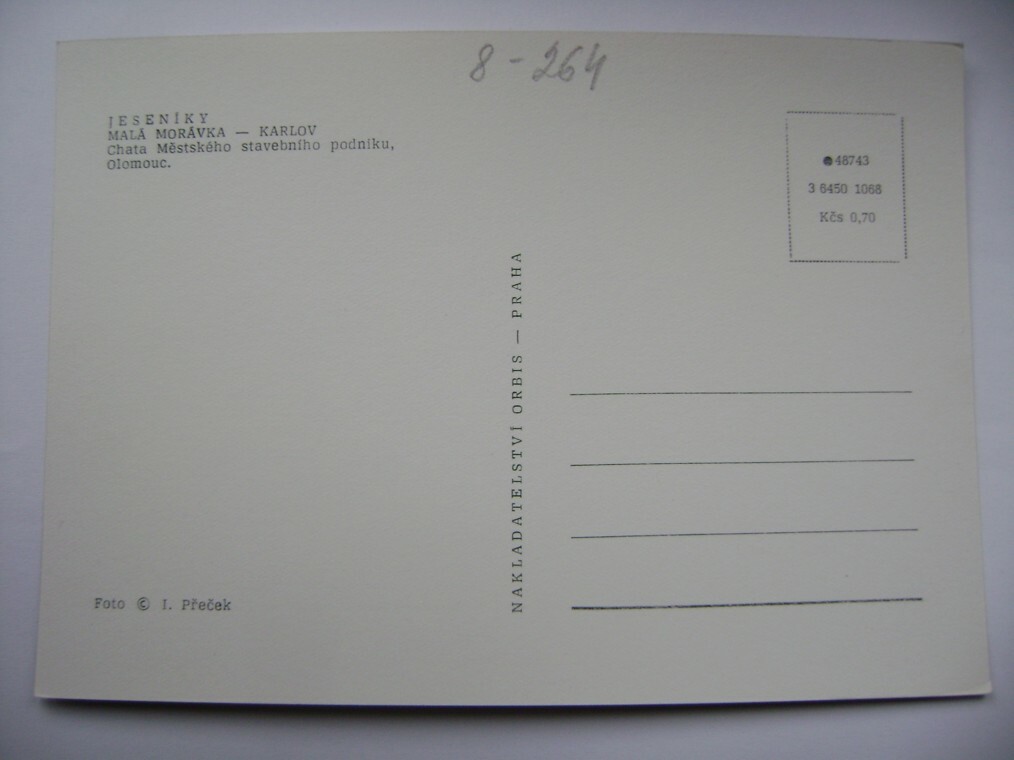 8 - 264
JESENÍKY
MALÁ MORÁVKA — KARLOV
Chata Městského stavebního podniku,
Olomouc.
48743
3 6450 1068
Kčs 0,70
NAKLADATELSTVÍ ORBIS — PRAHA
Foto © I. Přeček